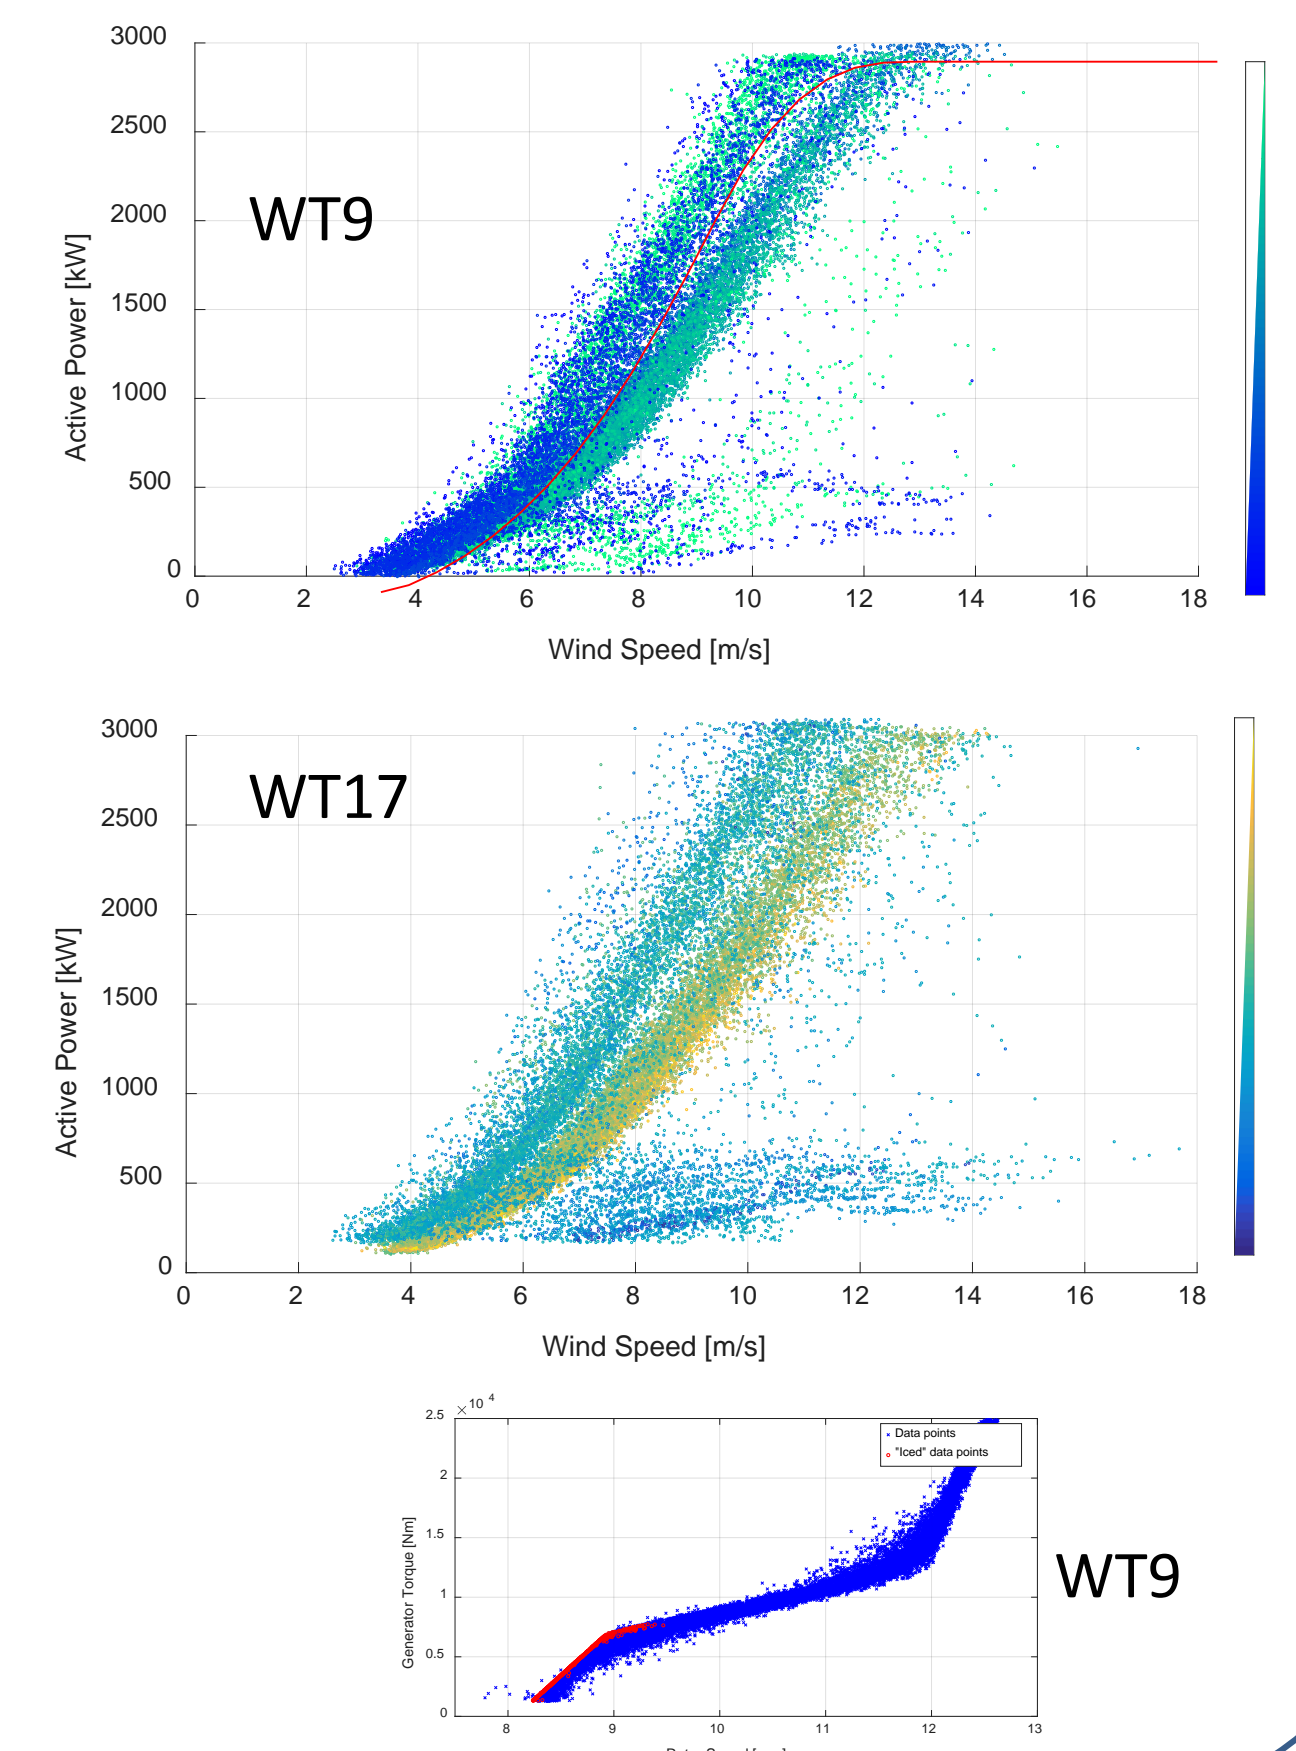 3000
2500
2000
1500
1000
500
0
Active Power [kW]
WT9
0 2 4 6 8 10 12 14 16 18
Wind Speed [m/s]
3000
2500
2000
1500
1000
500
0
Active Power [kW]
WT17
0 2 4 6 8 10 12 14 16 18
Wind Speed [m/s]
×10 4
2.5
2
1.5
1
0.5
0
Generator Torque [Nm]
Data points
"Iced" data points
WT9
8 9 10 11 12 13